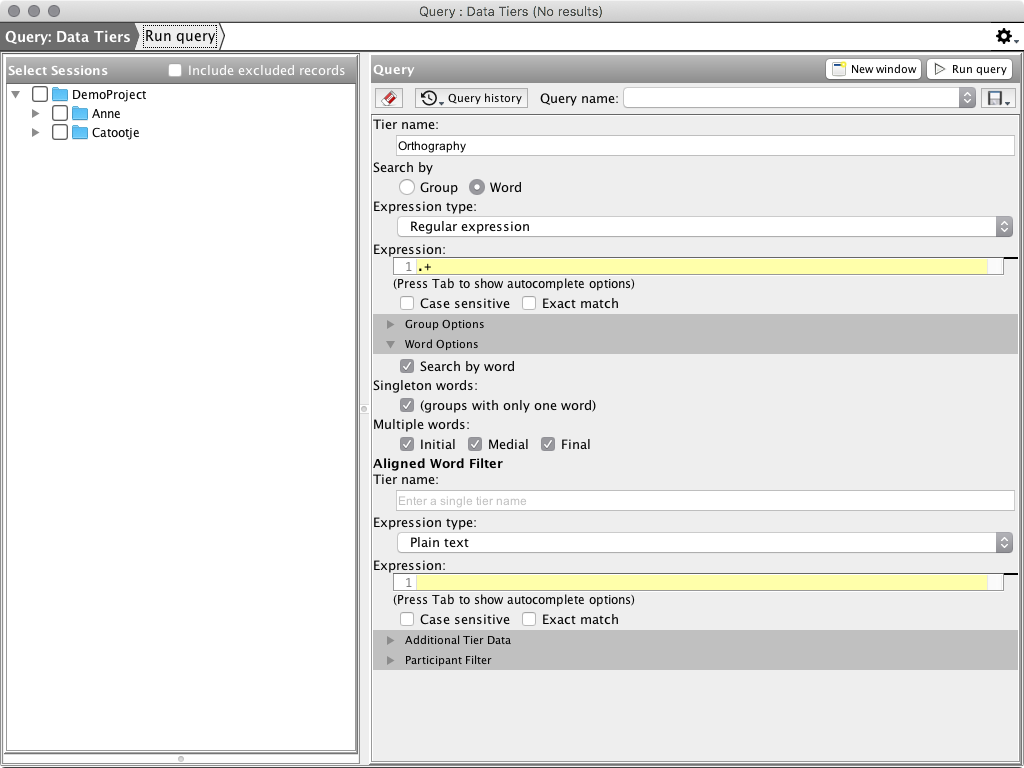 Query : Data Tiers (No results)
Query: Data Tiers Run query
Select Sessions Include excluded records
DemoProject
Anne
Catootje
Query New window Run query
Query history Query name:
Tier name:
Orthography
Search by
Group Word
Expression type:
Regular expression
Expression:
1 .+
(Press Tab to show autocomplete options)
Case sensitive Exact match
Group Options
Word Options
Search by word
Singleton words:
(groups with only one word)
Multiple words:
Initial Medial Final
Aligned Word Filter
Tier name:
Enter a single tier name
Expression type:
Plain text
Expression:
1
(Press Tab to show autocomplete options)
Case sensitive Exact match
Additional Tier Data
Participant Filter